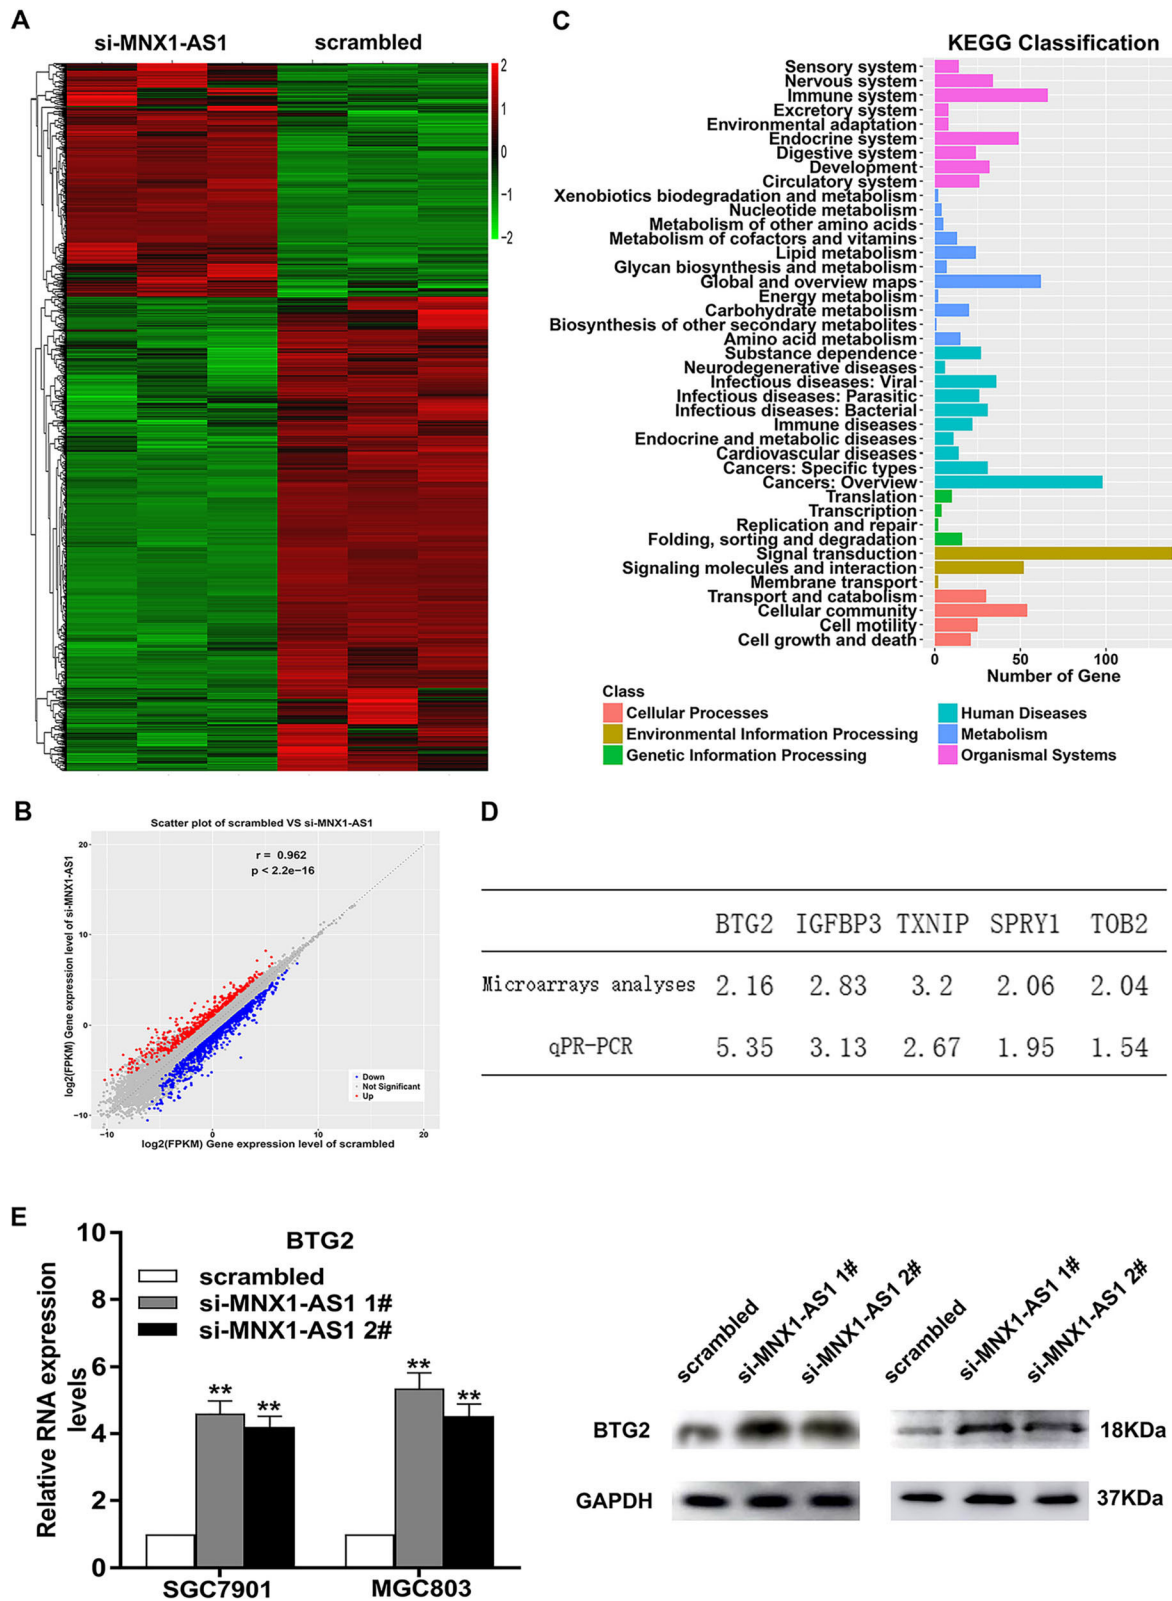 A
si-MNX1-AS1 scrambled
2
1
0
−1
−2
C
KEGG Classification
Sensory system
Nervous system
Immune system
Excretory system
Environmental adaptation
Endocrine system
Digestive system
Development
Circulatory system
Xenobiotics biodegradation and metabolism
Nucleotide metabolism
Metabolism of other amino acids
Metabolism of cofactors and vitamins
Lipid metabolism
Glycan biosynthesis and metabolism
Global and overview maps
Energy metabolism
Carbohydrate metabolism
Biosynthesis of other secondary metabolites
Amino acid metabolism
Substance dependence
Neurodegenerative diseases
Infectious diseases: Viral
Infectious diseases: Parasitic
Infectious diseases: Bacterial
Immune diseases
Endocrine and metabolic diseases
Cardiovascular diseases
Cancers: Specific types
Cancers: Overview
Translation
Transcription
Replication and repair
Folding, sorting and degradation
Signal transduction
Signaling molecules and interaction
Membrane transport
Transport and catabolism
Cellular community
Cell motility
Cell growth and death
0 50 100
Number of Gene
Class
Cellular Processes Human Diseases
Environmental Information Processing Metabolism
Genetic Information Processing Organismal Systems
B
Scatter plot of scrambled VS si-MNX1-AS1
r = 0.962
p < 2.2e−16
log2(FPKM) Gene expression level of si-MNX1-AS1
20
10
0
−10
Down
Not Significant
Up
−10 0 10 20
log2(FPKM) Gene expression level of scrambled
D
BTG2 IGFBP3 TXNIP SPRY1 TOB2
Microarrays analyses 2.16 2.83 3.2 2.06 2.04
qPR-PCR 5.35 3.13 2.67 1.95 1.54
E
BTG2
scrambled
si-MNX1-AS1 1#
si-MNX1-AS1 2#
Relative RNA expression
levels
10
8
6
4
2
0
** ** ** **
SGC7901 MGC803
scrambled si-MNX1-AS1 1# si-MNX1-AS1 2# scrambled si-MNX1-AS1 1# si-MNX1-AS1 2#
BTG2 18KDa
GAPDH 37KDa